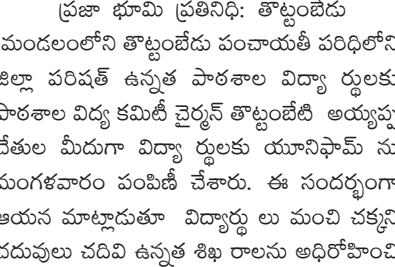 ప్రజా భూమి ప్రతినిధి: తొట్టంబేడు
మండలంలోని తొట్టంబేడు పంచాయతీ పరిధిలోని
జిల్లా పరిషత్ ఉన్నత పాఠశాల విద్యా ర్థులకు
పాఠశాల విద్య కమిటీ చైర్మన్ తొట్టంబేటి అయ్యప్ప
చేతుల మీదుగా విద్యా ర్థులకు యూనిఫామ్ ను
మంగళవారం పంపిణీ చేశారు. ఈ సందర్భంగా
ఆయన మాట్లాడుతూ విద్యార్థు లు మంచి చక్కని
చదువులు చదివి ఉన్నత శిఖ రాలను అధిరోహించి